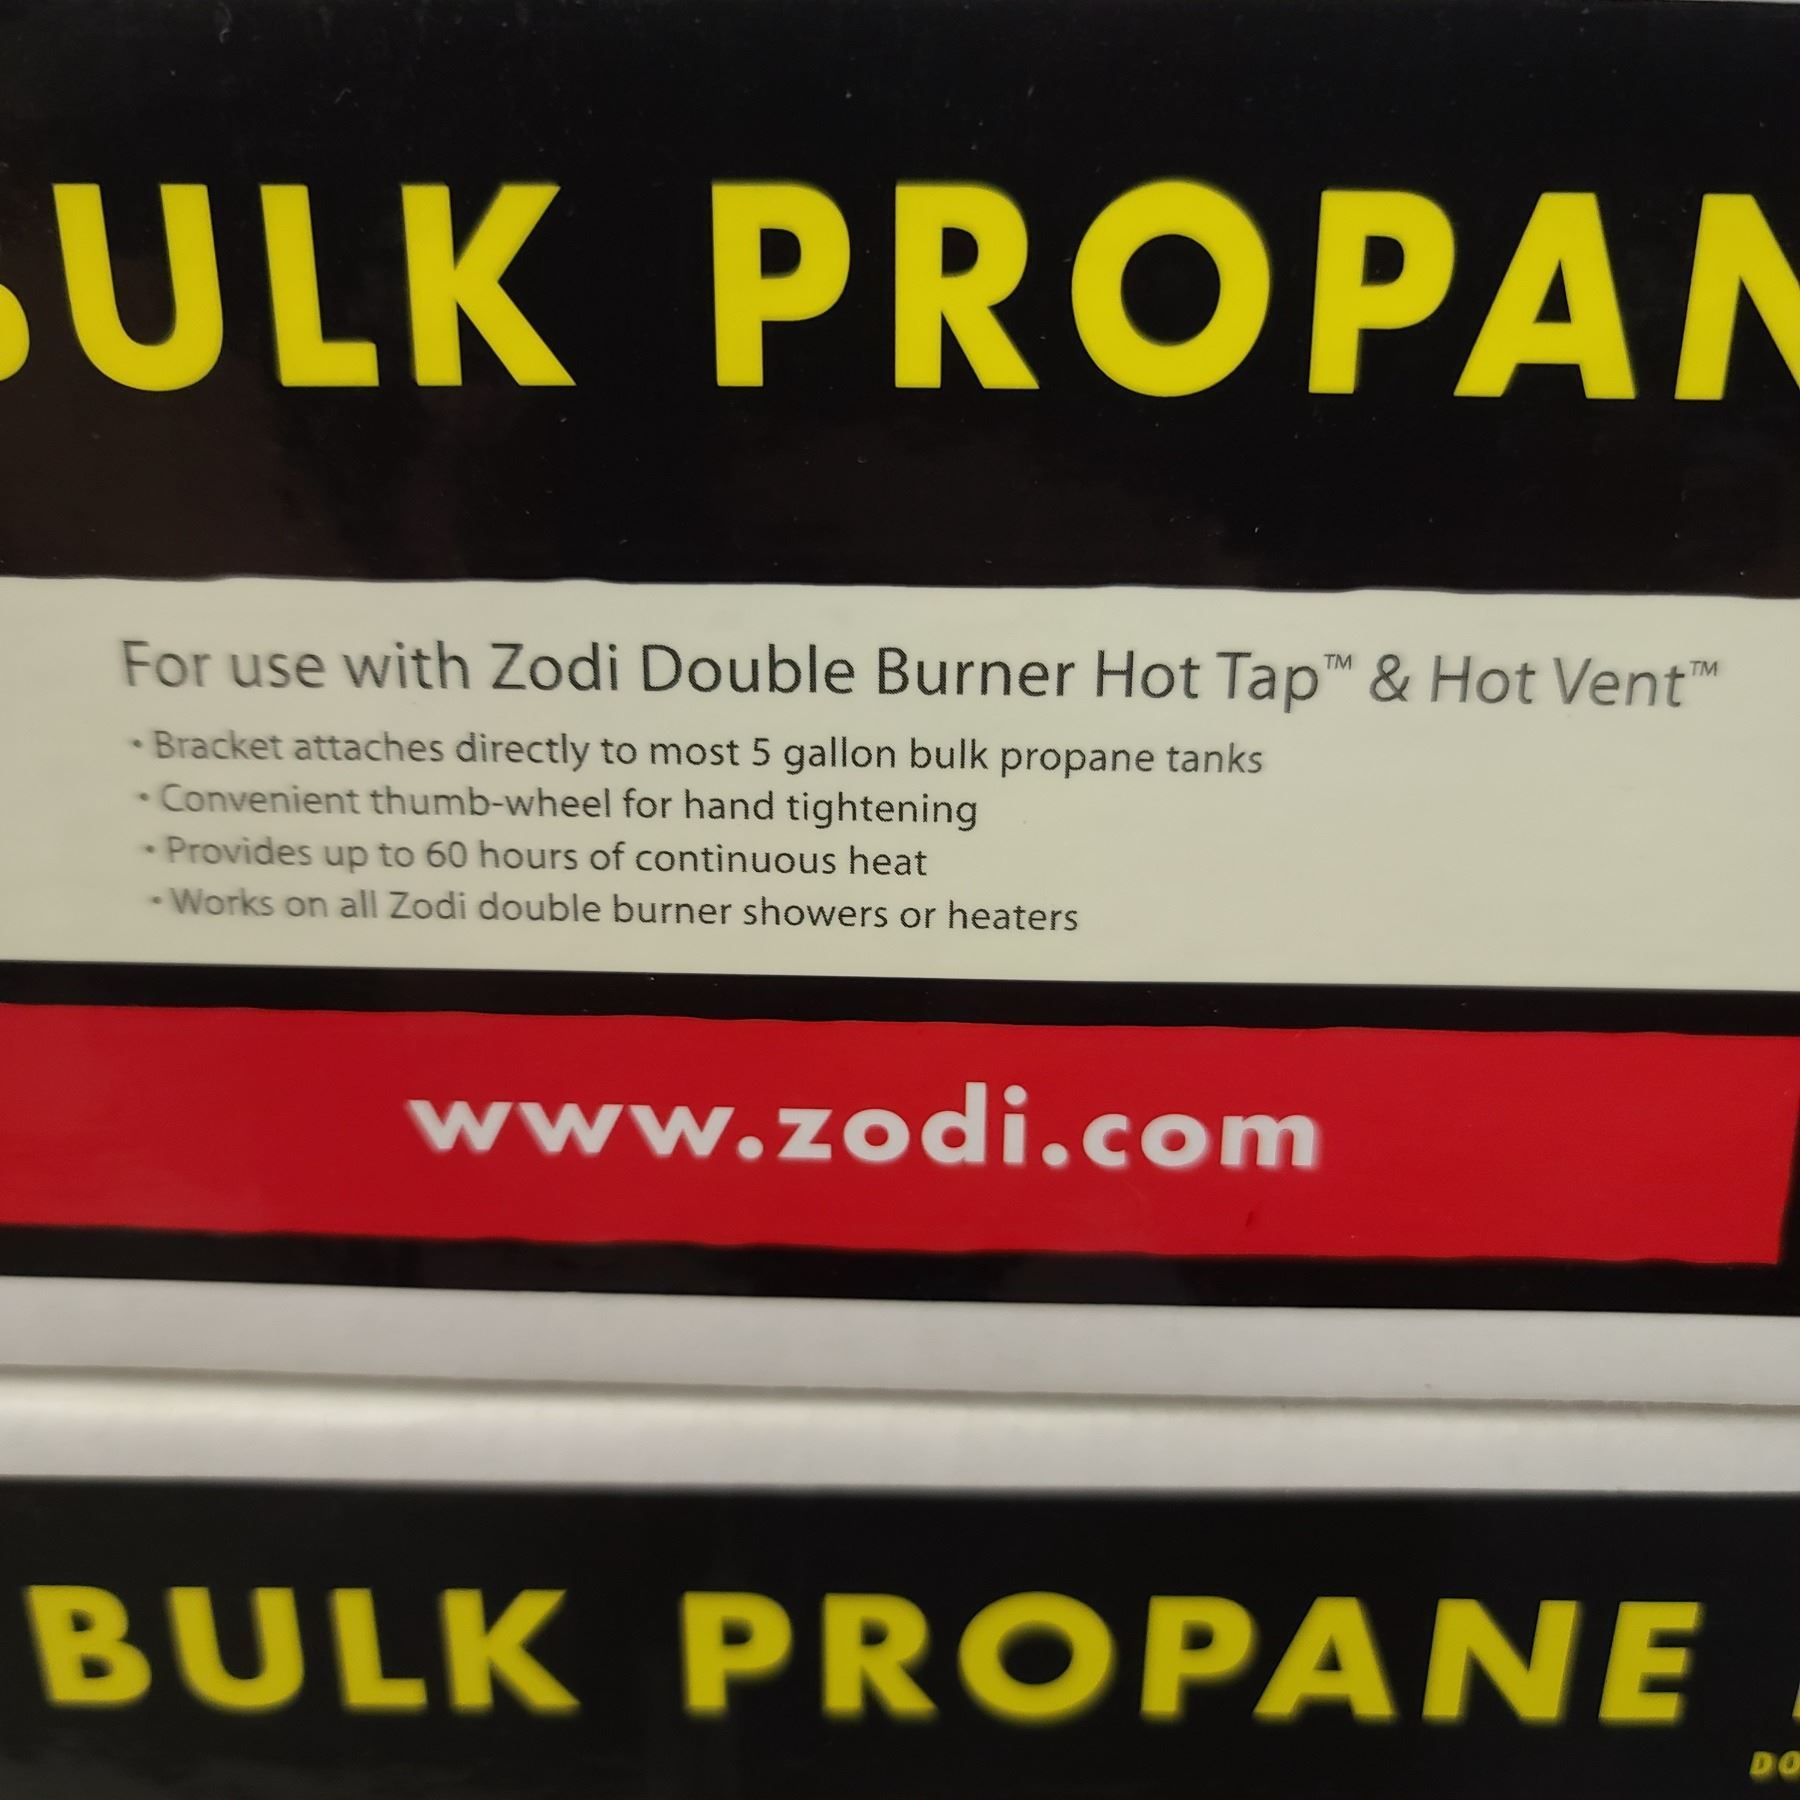 BULK PROPAN
For use with Zodi Double Burner Hot Tap™ & Hot Vent™
• Bracket attaches directly to most 5 gallon bulk propane tanks
• Convenient thumb-wheel for hand tightening
• Provides up to 60 hours of continuous heat
• Works on all Zodi double burner showers or heaters
www.zodi.com
BULK PROPANE
DO